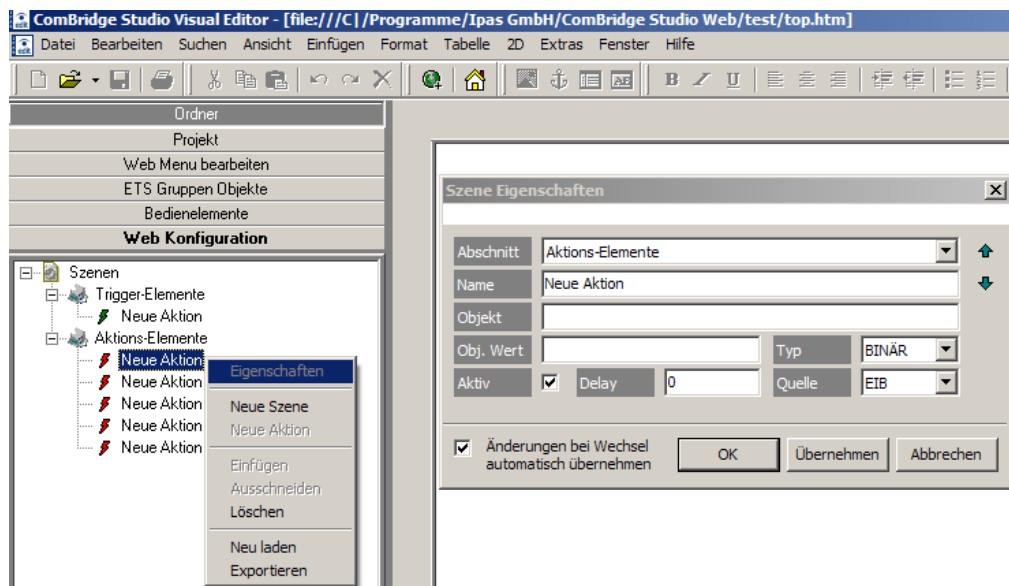 ComBridge Studio Visual Editor - [file:///C|/Programme/Ipas GmbH/ComBridge Studio Web/test/top.htm]
Datei Bearbeiten Suchen Ansicht Einfügen Format Tabelle 2D Extras Fenster Hilfe
B I U
Ordner
Projekt
Web Menu bearbeiten
ETS Gruppen Objekte
Bedienelemente
Web Konfiguration
Szenen
Trigger-Elemente
Neue Aktion
Aktions-Elemente
Neue Aktion
Neue Aktion
Neue Aktion
Neue Aktion
Neue Aktion
Eigenschaften
Neue Szene
Neue Aktion
Einfügen
Ausschneiden
Löschen
Neu laden
Exportieren
Szene Eigenschaften
Abschnitt Aktions-Elemente
Name Neue Aktion
Objekt
Obj. Wert Typ BINÄR
Aktiv Delay 0 Quelle EIB
Änderungen bei Wechsel
automatisch übernehmen
OK Übernehmen Abbrechen